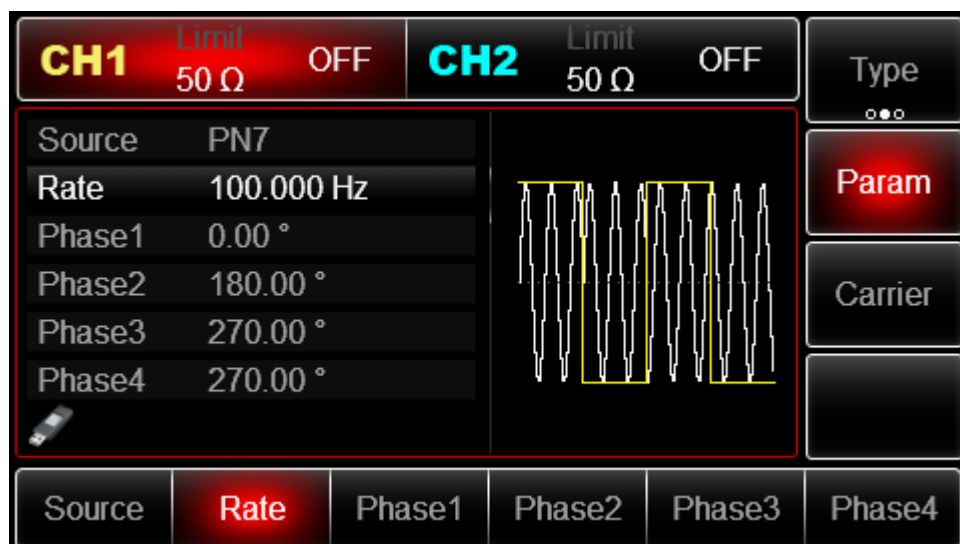 CH1 Limit 50 Ω OFF
CH2 Limit 50 Ω OFF
Type
Source PN7
Rate 100.000 Hz
Phase1 0.00 °
Phase2 180.00 °
Phase3 270.00 °
Phase4 270.00 °
Param
Carrier
Source Rate Phase1 Phase2 Phase3 Phase4